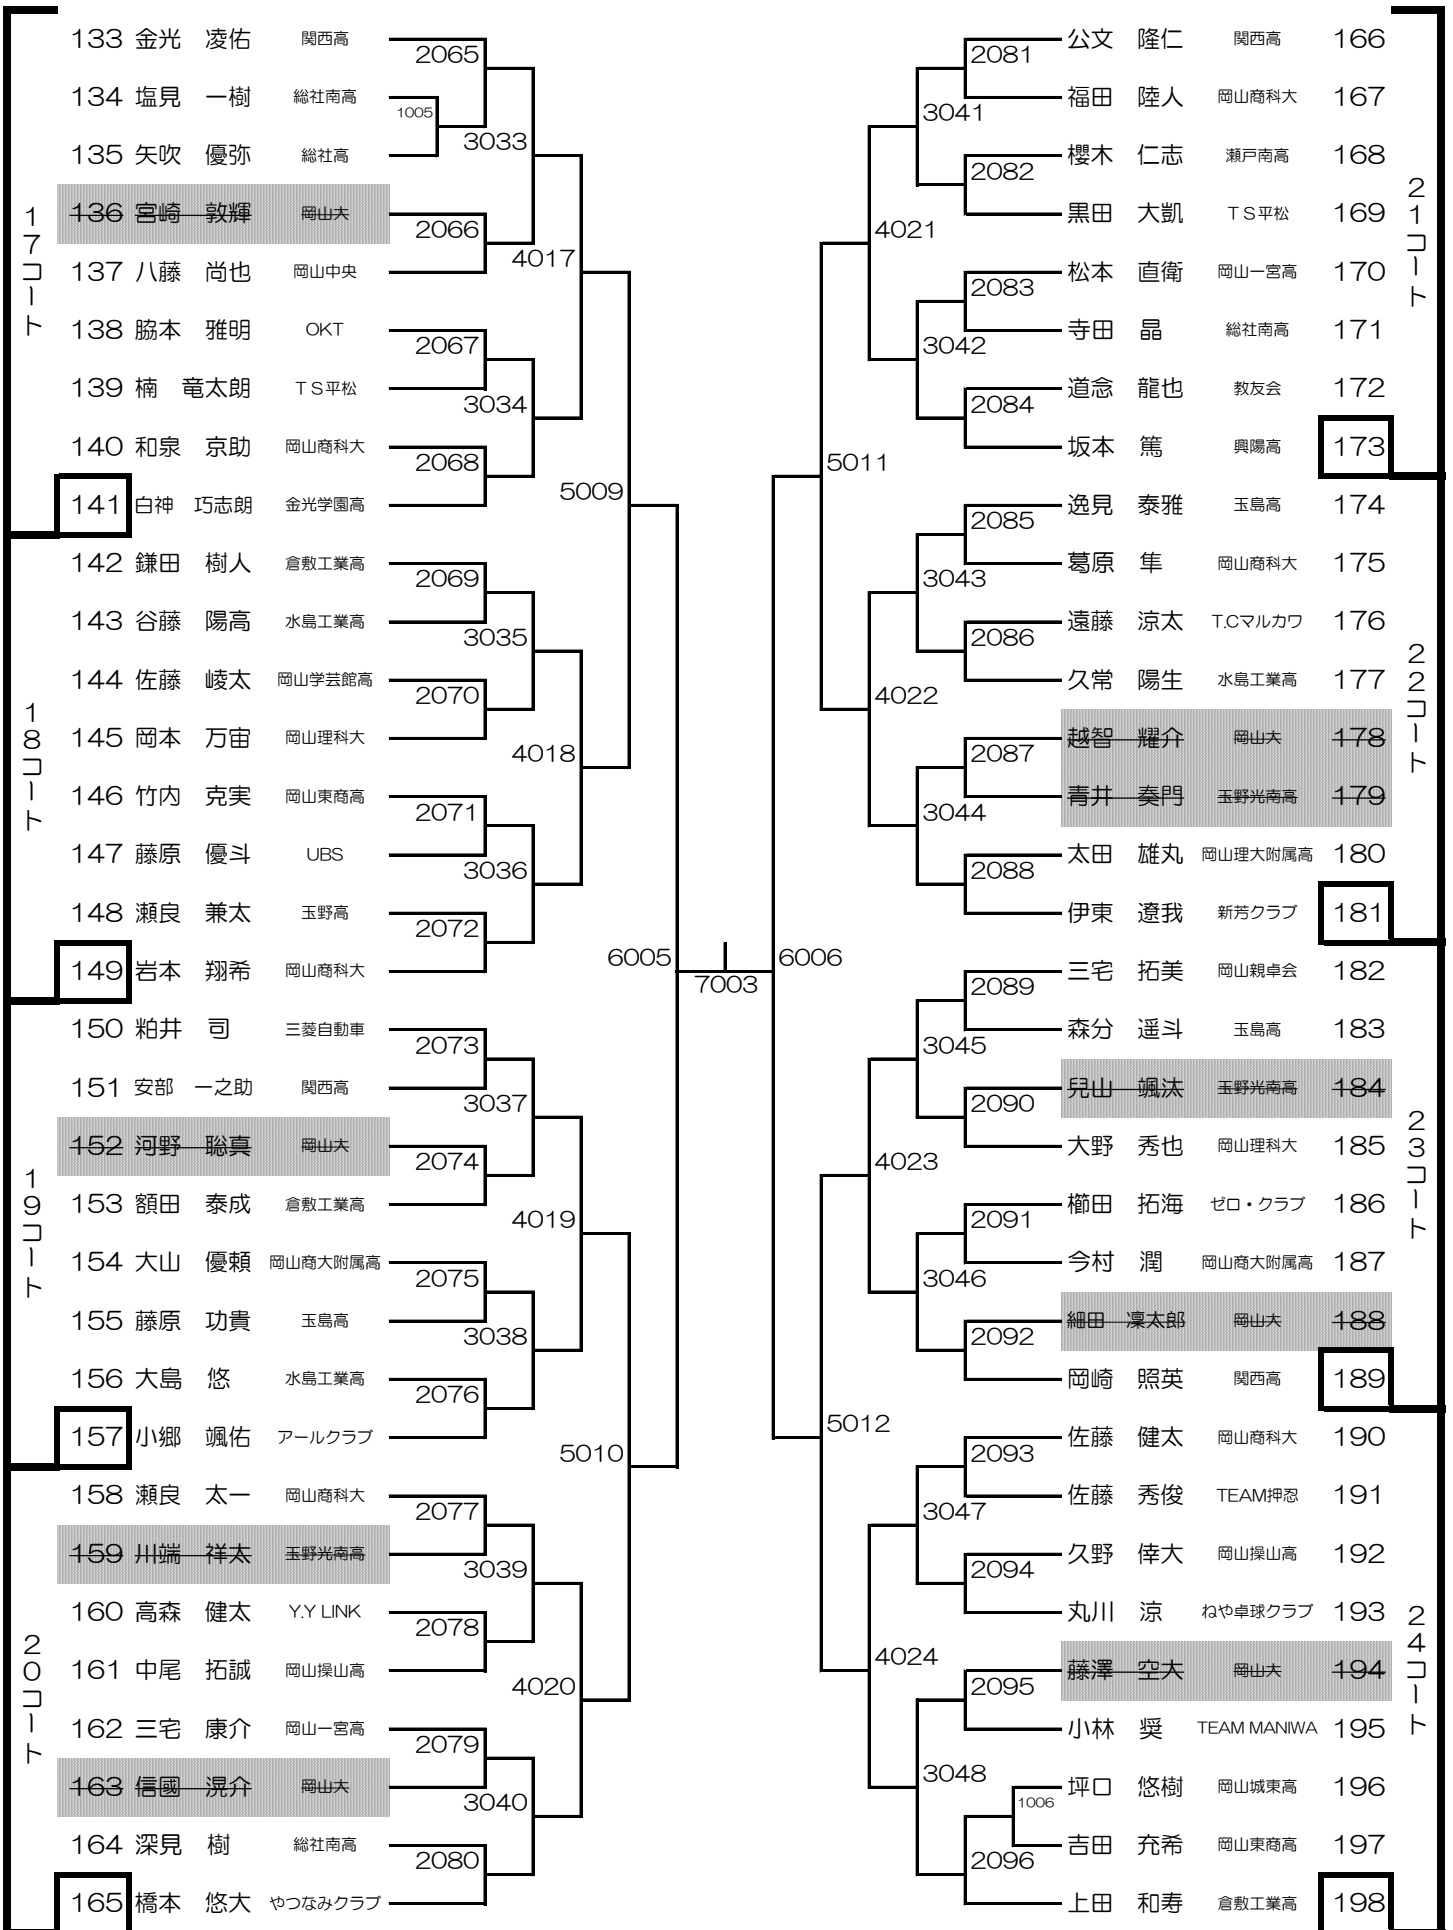 17コート
133 金光 凌佑 関西高
134 塩見 一樹 総社南高
135 矢吹 優弥 総社高
136 宮崎 敦輝 岡山大
137 八藤 尚也 岡山中央
138 脇本 雅明 OKT
139 楠 竜太朗 TS平松
140 和泉 京助 岡山商科大
141 白神 巧志朗 金光学園高
18コート
142 鎌田 樹人 倉敷工業高
143 谷藤 陽高 水島工業高
144 佐藤 崚太 岡山学芸館高
145 岡本 万宙 岡山理科大
146 竹内 克実 岡山東商高
147 藤原 優斗 UBS
148 瀬良 兼太 玉野高
149 岩本 翔希 岡山商科大
19コート
150 粕井 司 三菱自動車
151 安部 一之助 関西高
152 河野 聡真 岡山大
153 額田 泰成 倉敷工業高
154 大山 優頼 岡山商大附属高
155 藤原 功貴 玉島高
156 大島 悠 水島工業高
157 小郷 颯佑 アールクラブ
20コート
158 瀬良 太一 岡山商科大
159 川端 祥太 玉野光南高
160 高森 健太 Y.Y LINK
161 中尾 拓誠 岡山操山高
162 三宅 康介 岡山一宮高
163 信國 滉介 岡山大
164 深見 樹 総社南高
165 橋本 悠大 やつなみクラブ
2065
1005
3033
2066
4017
2067
3034
2068
5009
2069
3035
2070
4018
2071
3036
2072
6005
2073
3037
2074
4019
2075
3038
2076
5010
2077
3039
2078
4020
2079
3040
2080
7003
2081
3041
2082
4021
2083
3042
2084
5011
2085
3043
2086
4022
2087
3044
2088
6006
2089
3045
2090
4023
2091
3046
2092
5012
2093
3047
2094
4024
2095
3048
1006
2096
公文 隆仁 関西高 166
福田 陸人 岡山商科大 167
櫻木 仁志 瀬戸南高 168
黒田 大凱 TS平松 169
松本 直衛 岡山一宮高 170
寺田 晶 総社南高 171
道念 龍也 教友会 172
坂本 篤 興陽高 173
21コート
逸見 泰雅 玉島高 174
葛原 隼 岡山商科大 175
遠藤 涼太 T.Cマルカワ 176
久常 陽生 水島工業高 177
越智 耀介 岡山大 178
青井 奏門 玉野光南高 179
太田 雄丸 岡山理大附属高 180
伊東 遼我 新芳クラブ 181
22コート
三宅 拓美 岡山親卓会 182
森分 遥斗 玉島高 183
兒山 颯汰 玉野光南高 184
大野 秀也 岡山理科大 185
櫛田 拓海 ゼロ・クラブ 186
今村 潤 岡山商大附属高 187
細田 凜太郎 岡山大 188
岡崎 照英 関西高 189
23コート
佐藤 健太 岡山商科大 190
佐藤 秀俊 TEAM押忍 191
久野 倖大 岡山操山高 192
丸川 涼 ねや卓球クラブ 193
藤澤 空大 岡山大 194
小林 奨 TEAM MANIWA 195
坪口 悠樹 岡山城東高 196
吉田 充希 岡山東商高 197
上田 和寿 倉敷工業高 198
24コート